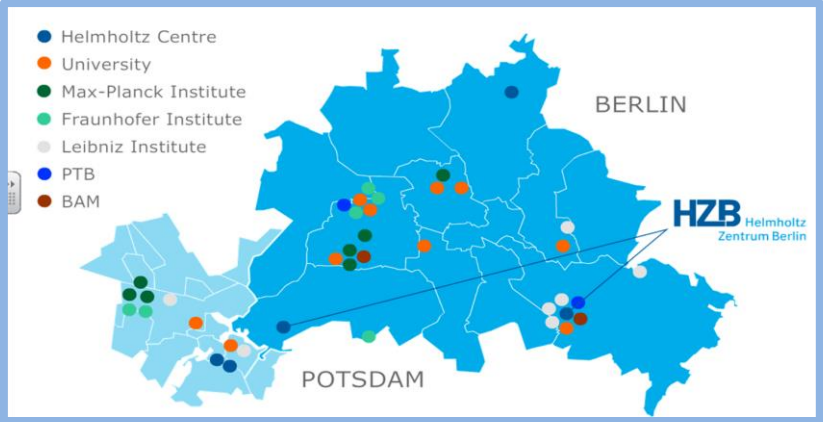 Helmholtz Centre
University
Max-Planck Institute
Fraunhofer Institute
Leibniz Institute
PTB
BAM
BERLIN
HZB Helmholtz
Zentrum Berlin
POTSDAM